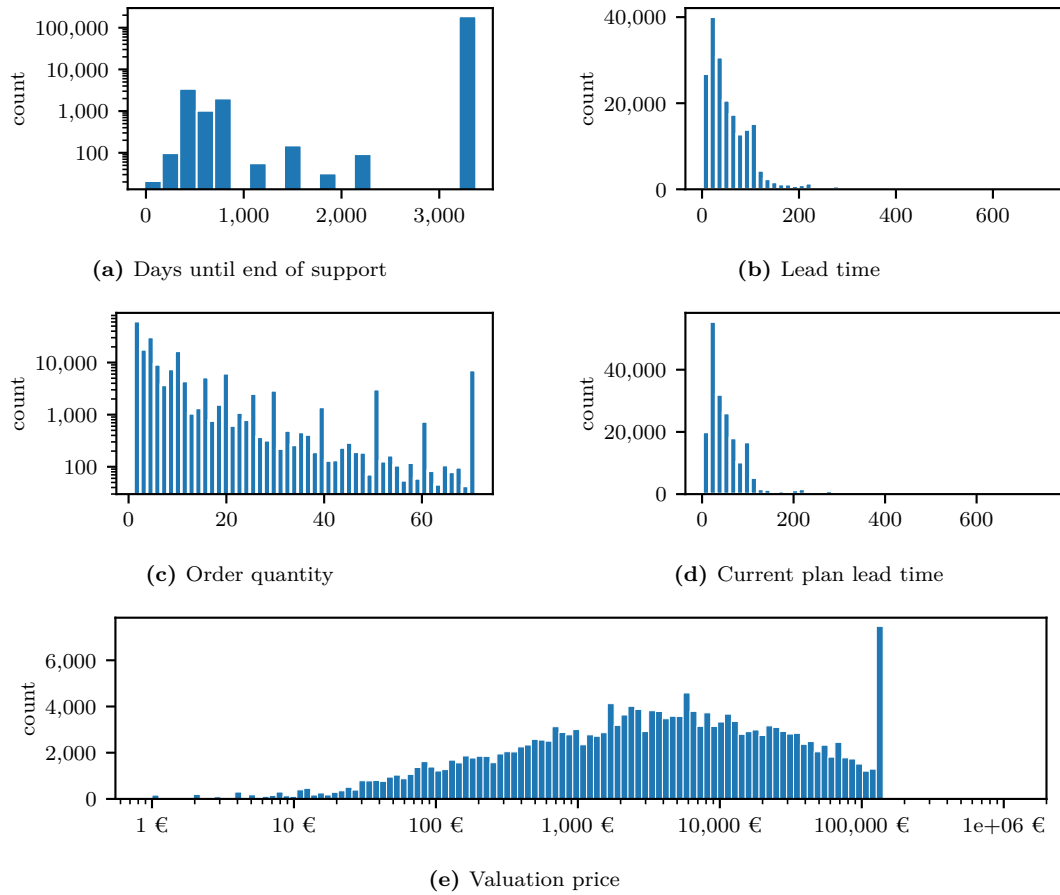 100,000
10,000
1,000
100
count
0 1,000 2,000 3,000
(a) Days until end of support
40,000
20,000
0
count
0 200 400 600
(b) Lead time
10,000
1,000
100
count
0 20 40 60
(c) Order quantity
40,000
20,000
0
count
0 200 400 600
(d) Current plan lead time
6,000
4,000
2,000
0
count
1 € 10 € 100 € 1,000 € 10,000 € 100,000 € 1e+06 €
(e) Valuation price